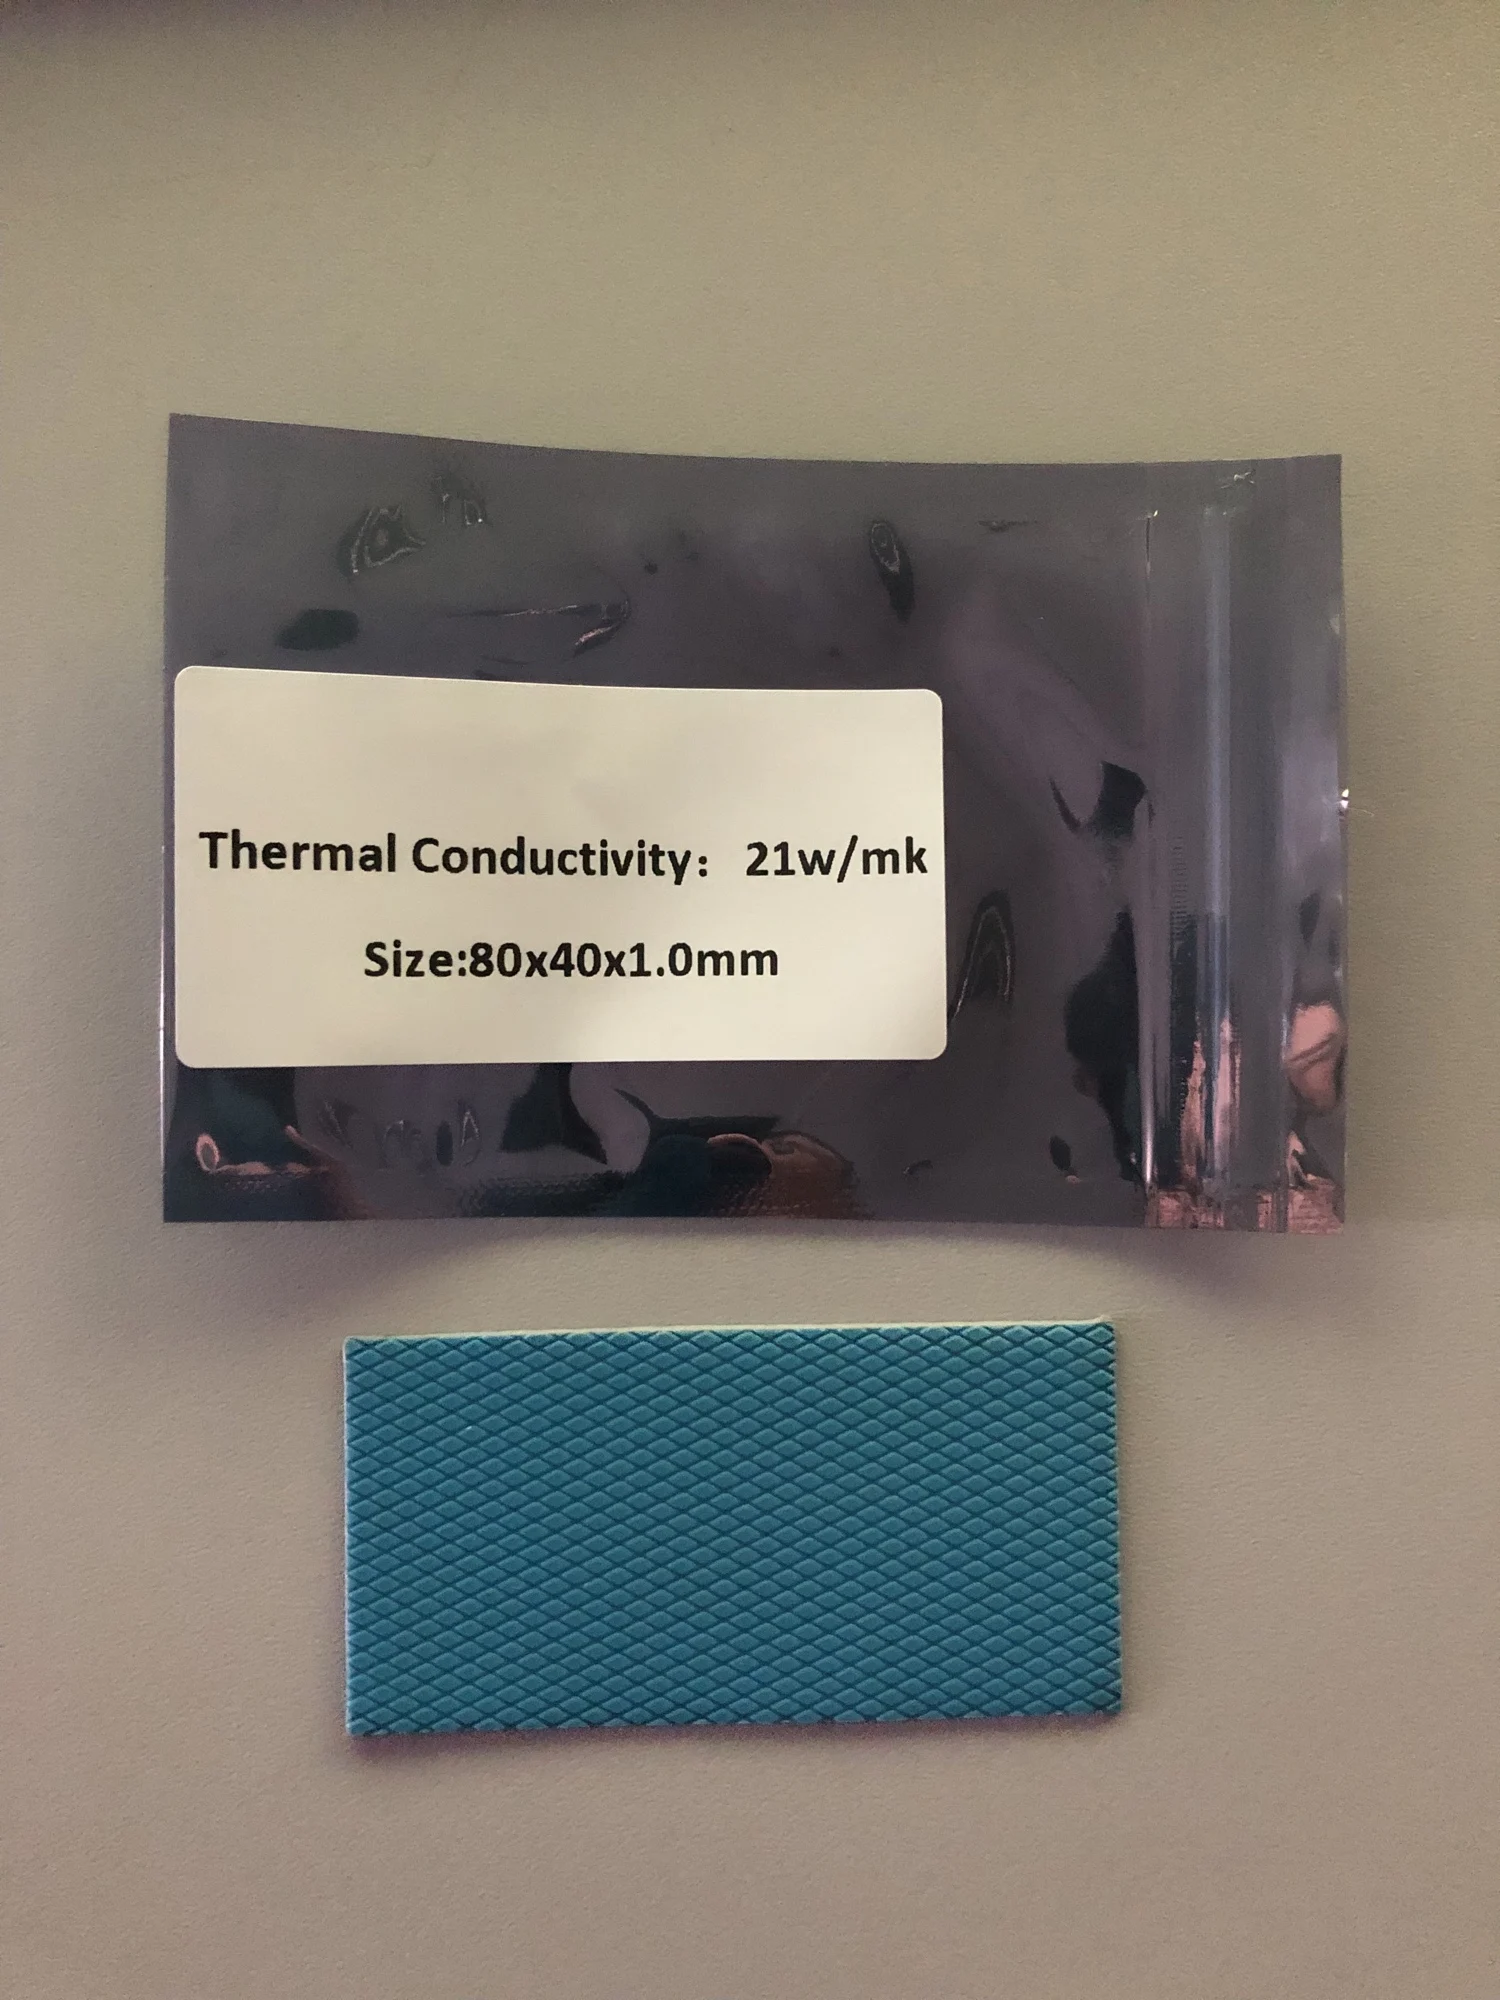 Thermal Conductivity： 21w/mk
Size:80x40x1.0mm